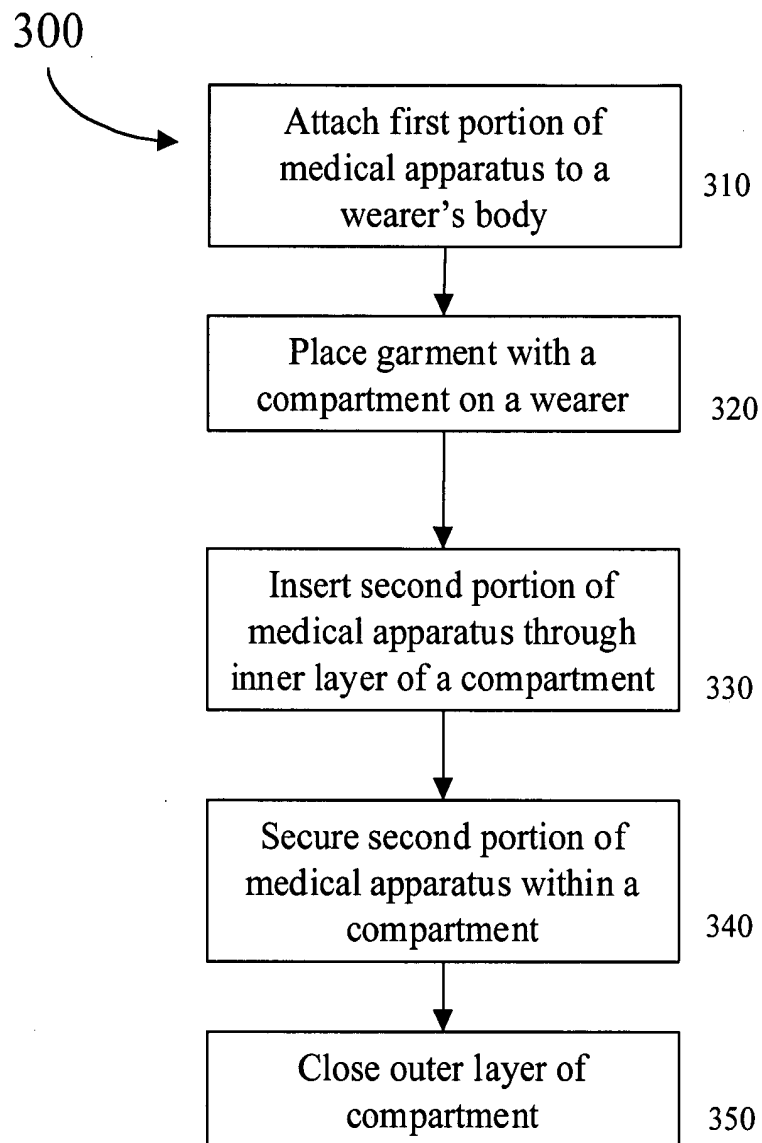 300
Attach first portion of
medical apparatus to a
wearer's body
310
Place garment with a
compartment on a wearer
320
Insert second portion of
medical apparatus through
inner layer of a compartment
330
Secure second portion of
medical apparatus within a
compartment
340
Close outer layer of
compartment
350